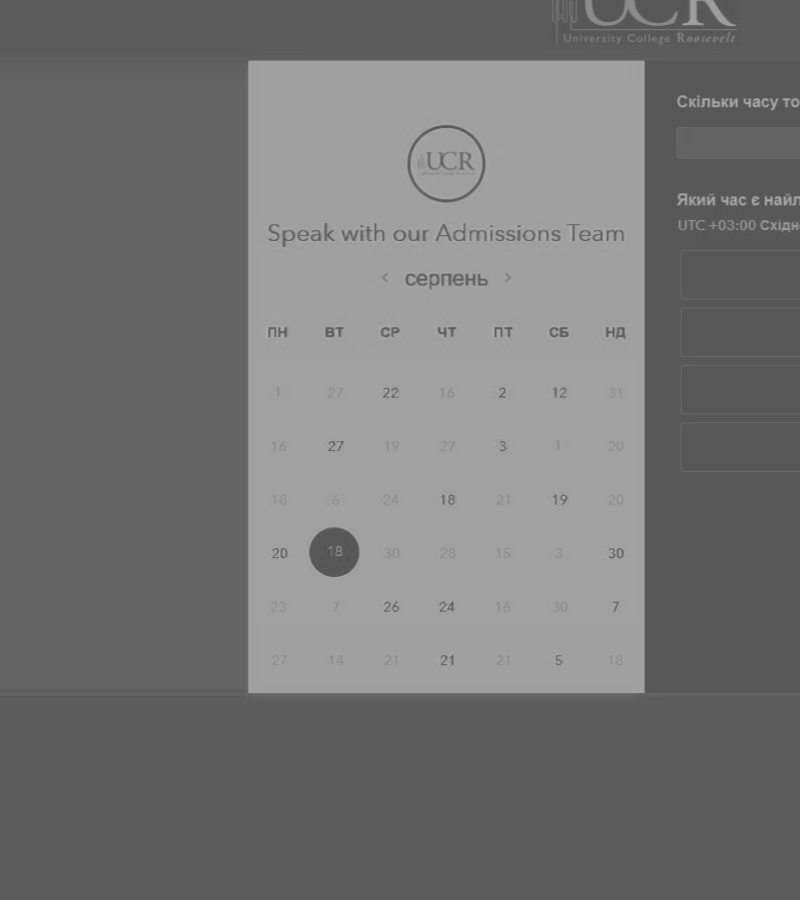 UCR
University College Roosevelt
UCR
Speak with our Admissions Team
< серпень >
ПН ВТ СР ЧТ ПТ СБ НД
1 27 22 16 2 12 31
16 27 19 27 3 1 20
18 6 24 18 21 19 20
20 18 30 28 15 3 30
23 7 26 24 16 30 7
27 14 21 21 21 5 18
Скільки часу то
Який час є найл
UTC +03:00 Східн